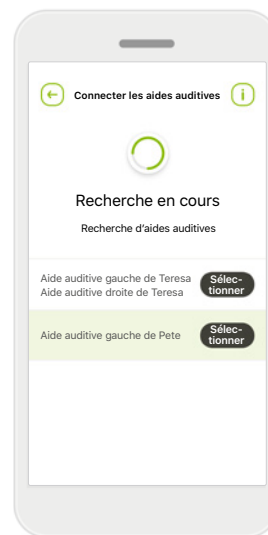 Connecter les aides auditives
i
Recherche en cours
Recherche d'aides auditives
Aide auditive gauche de Teresa
Aide auditive droite de Teresa
Sélec-
tionner
Aide auditive gauche de Pete
Sélec-
tionner